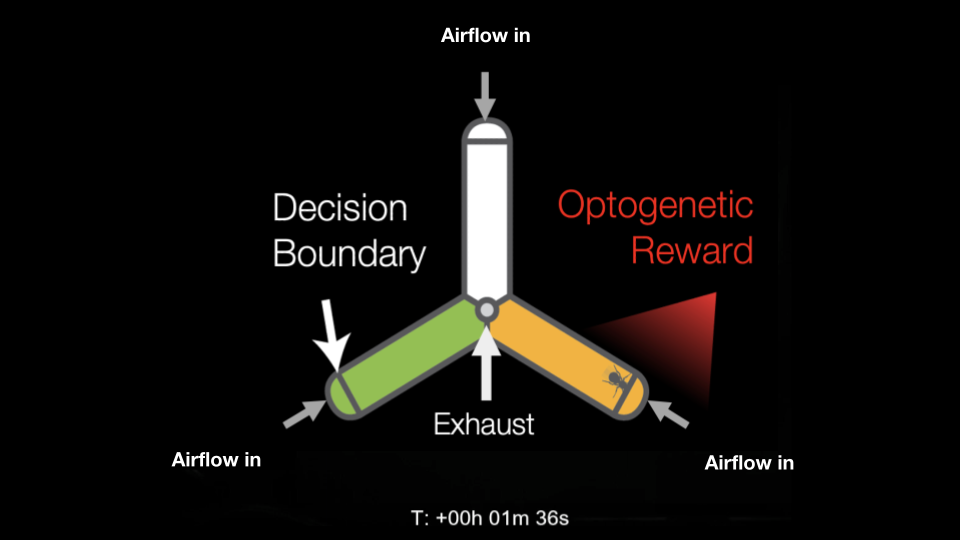 Airflow in
Decision
Boundary
Optogenetic
Reward
Exhaust
Airflow in
Airflow in
T: +00h 01m 36s